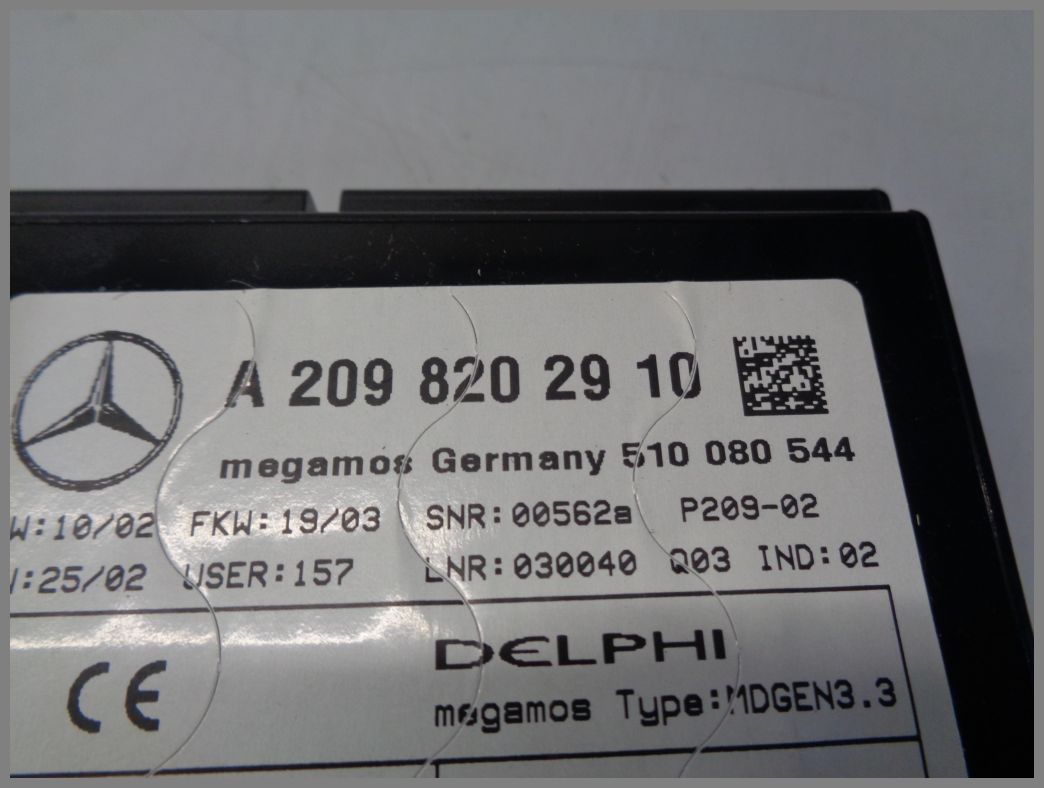 A 209 820 29 10
megamos Germany 510 080 544
W:10/02 FKW:19/03 SNR:00562a P209-02
:25/02 USER:157 LNR:030040 Q03 IND:02
CE
DELPHI
megamos Type:MDGEN3.3